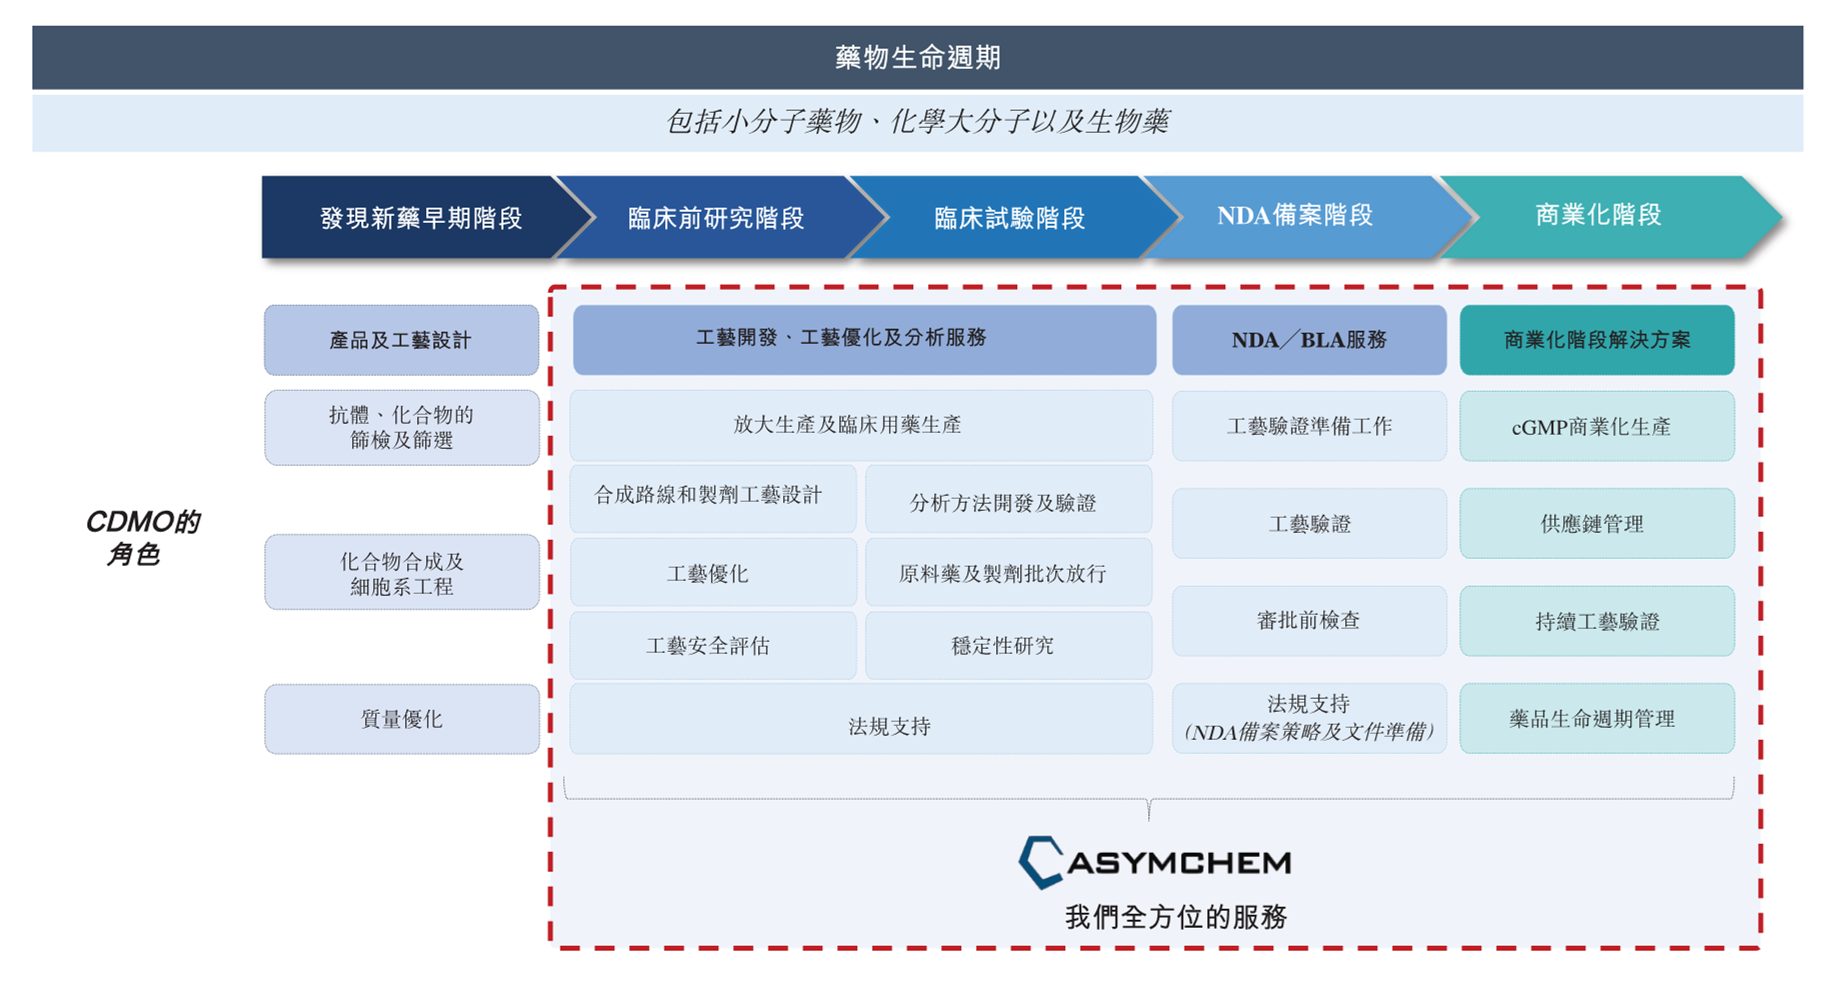 藥物生命週期
包括小分子藥物、化學大分子以及生物藥
發現新藥早期階段
臨床前研究階段
臨床試驗階段
NDA備案階段
商業化階段
CDMO的
角色
產品及工藝設計
抗體、化合物的
篩檢及篩選
化合物合成及
細胞系工程
質量優化
工藝開發、工藝優化及分析服務
放大生產及臨床用藥生產
合成路線和製劑工藝設計
分析方法開發及驗證
工藝優化
原料藥及製劑批次放行
工藝安全評估
穩定性研究
法規支持
NDA／BLA服務
工藝驗證準備工作
工藝驗證
審批前檢查
法規支持
（NDA備案策略及文件準備）
商業化階段解決方案
cGMP商業化生產
供應鏈管理
持續工藝驗證
藥品生命週期管理
ASYMCHEM
我們全方位的服務